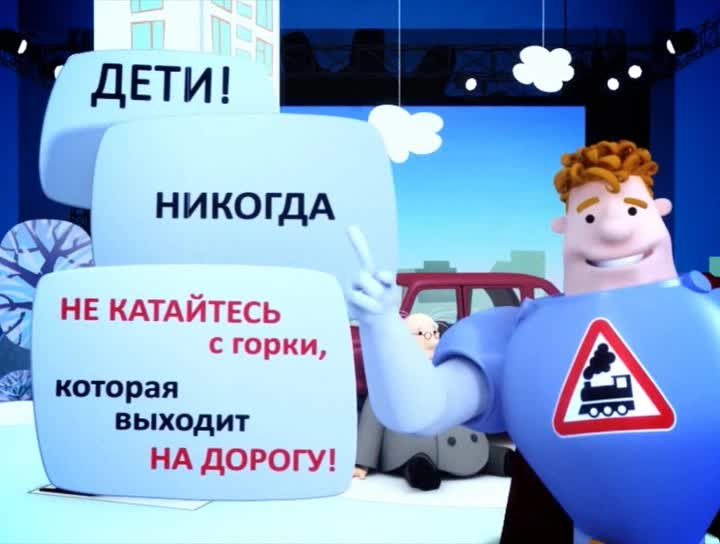 ДЕТИ!
НИКОГДА
НЕ КАТАЙТЕСЬ
с горки,
которая
выходит
НА ДОРОГУ!